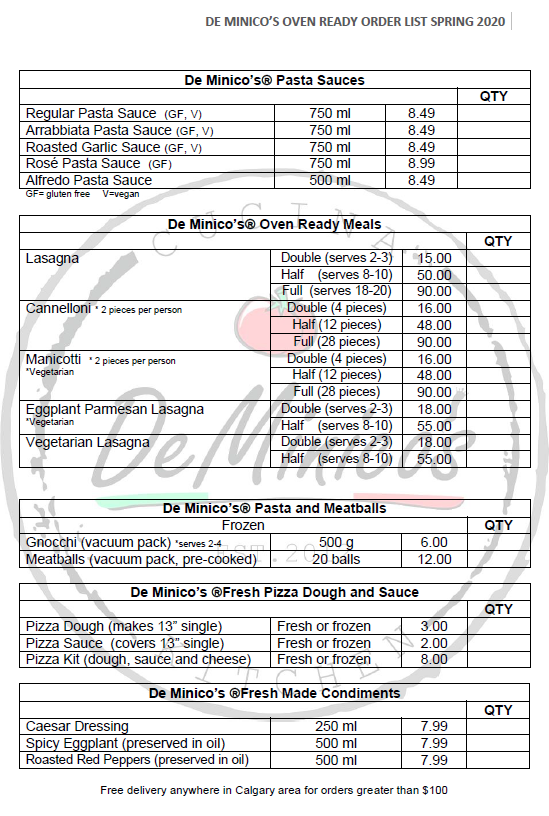 DE MINICO'S OVEN READY ORDER LIST SPRING 2020
De Minico's® Pasta Sauces
QTY
Regular Pasta Sauce (GF, V) 750 ml 8.49
Arrabbiata Pasta Sauce (GF, V) 750 ml 8.49
Roasted Garlic Sauce (GF, V) 750 ml 8.49
Rosé Pasta Sauce (GF) 750 ml 8.99
Alfredo Pasta Sauce 500 ml 8.49
GF= gluten free V=vegan
De Minico's® Oven Ready Meals
QTY
Lasagna Double (serves 2-3) 15.00
Half (serves 8-10) 50.00
Full (serves 18-20) 90.00
Cannelloni * 2 pieces per person Double (4 pieces) 16.00
Half (12 pieces) 48.00
Full (28 pieces) 90.00
Manicotti * 2 pieces per person Double (4 pieces) 16.00
*Vegetarian Half (12 pieces) 48.00
Full (28 pieces) 90.00
Eggplant Parmesan Lasagna Double (serves 2-3) 18.00
*Vegetarian Half (serves 8-10) 55.00
Vegetarian Lasagna Double (serves 2-3) 18.00
Half (serves 8-10) 55.00
De Minico's® Pasta and Meatballs
Frozen QTY
Gnocchi (vacuum pack) *serves 2-4 500 g 6.00
Meatballs (vacuum pack, pre-cooked) 20 balls 12.00
De Minico's ®Fresh Pizza Dough and Sauce
QTY
Pizza Dough (makes 13" single) Fresh or frozen 3.00
Pizza Sauce (covers 13" single) Fresh or frozen 2.00
Pizza Kit (dough, sauce and cheese) Fresh or frozen 8.00
De Minico's ®Fresh Made Condiments
QTY
Caesar Dressing 250 ml 7.99
Spicy Eggplant (preserved in oil) 500 ml 7.99
Roasted Red Peppers (preserved in oil) 500 ml 7.99
Free delivery anywhere in Calgary area for orders greater than $100
CUCINA
DeMinico's
KITCHEN